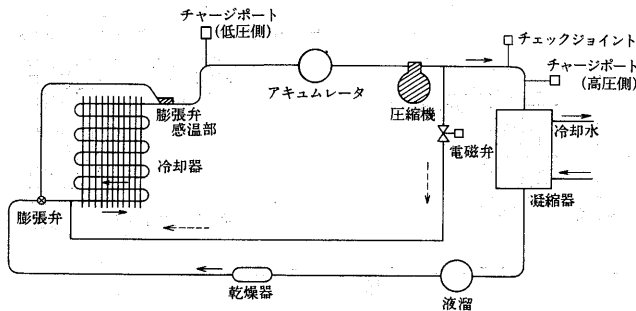 チャージポート
(低圧側)
チェックジョイント
チャージポート
(高圧側)
アキュムレータ
圧縮機
膨張弁
感温部
冷却水
電磁弁
冷却器
凝縮器
膨張弁
乾燥器
液溜